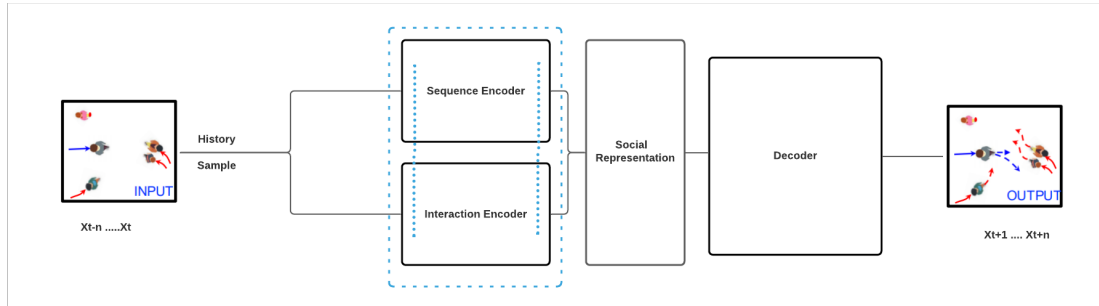 INPUT
Xt-n .....Xt
History
Sample
Sequence Encoder
Interaction Encoder
Social
Representation
Decoder
OUTPUT
Xt+1 .... Xt+n